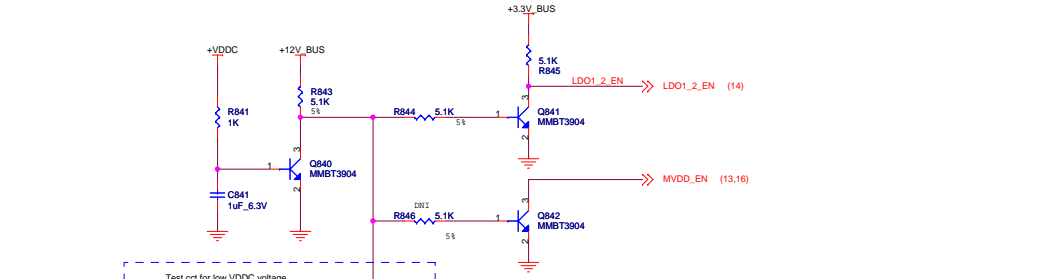 +3.3V_BUS
+VDDC
+12V_BUS
5.1K
R845
LDO1_2_EN
LDO1_2_EN (14)
R843
5.1K
5%
3
R841
1K
R844 5.1K
5%
1
Q841
MMBT3904
2
3
1
Q840
MMBT3904
2
C841
1uF_6.3V
MVDD_EN (13,16)
3
DNI
R846 5.1K
5%
1
Q842
MMBT3904
2
Test cct for low VDDC voltage